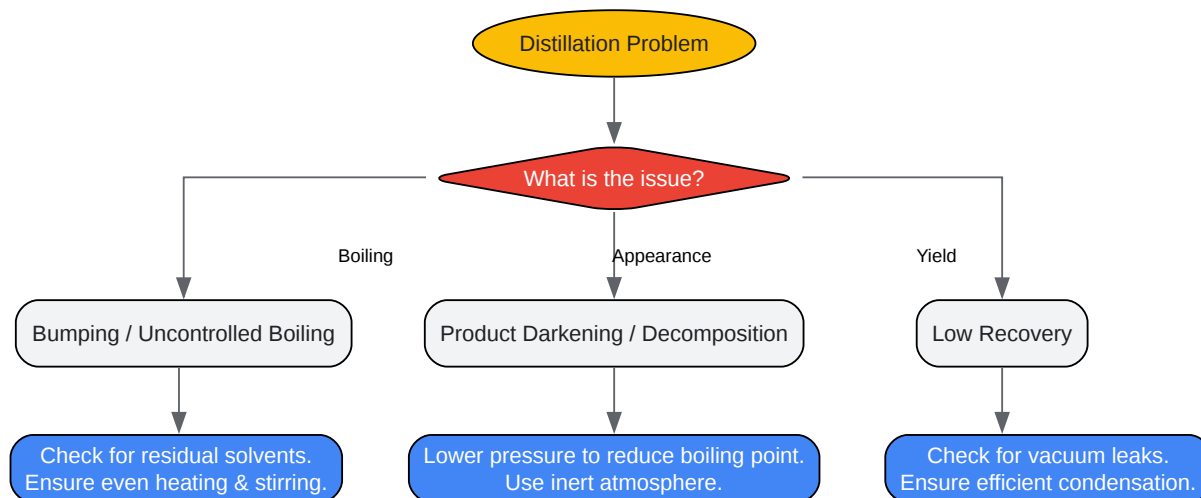 Distillation Problem
What is the issue?
Boiling
Appearance
Yield
Bumping / Uncontrolled Boiling
Product Darkening / Decomposition
Low Recovery
Check for residual solvents.
Ensure even heating & stirring.
Lower pressure to reduce boiling point.
Use inert atmosphere.
Check for vacuum leaks.
Ensure efficient condensation.